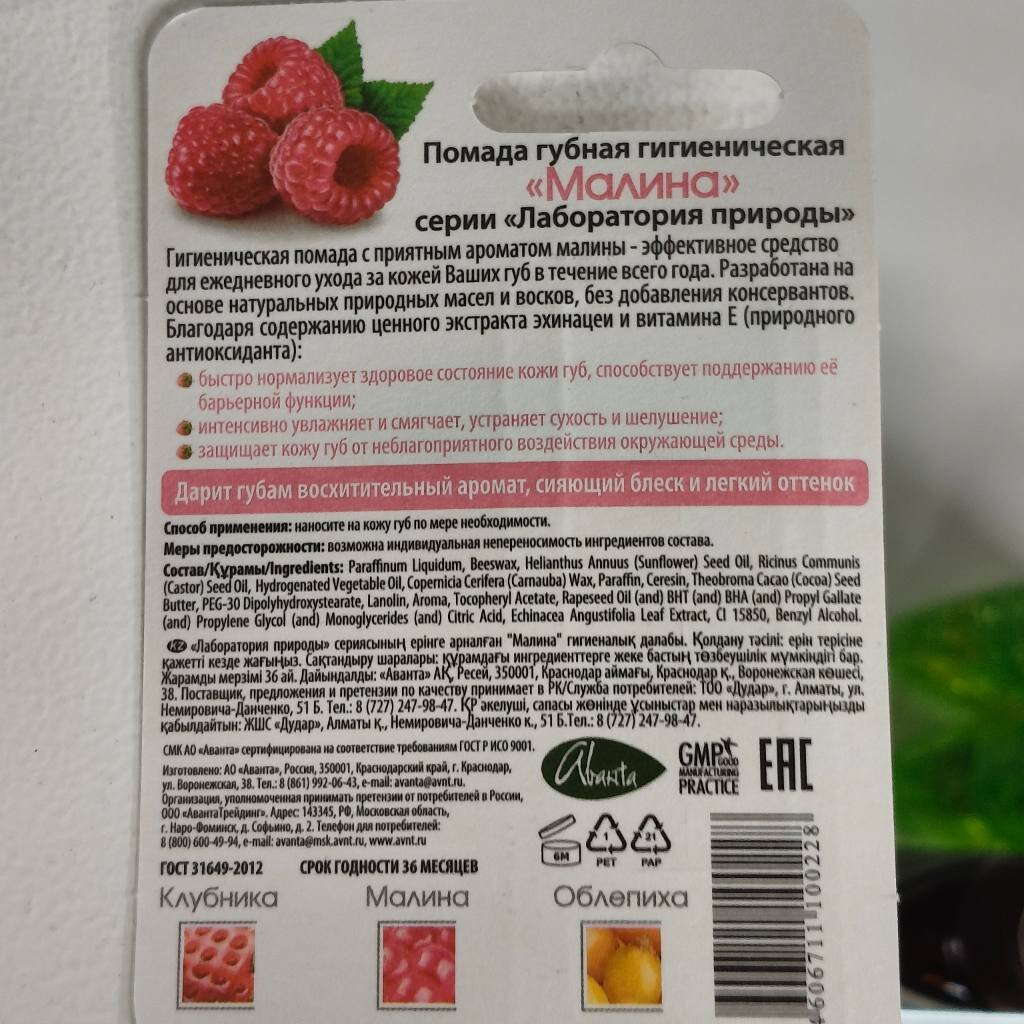 Помада губная гигиеническая
«Малина»
серии «Лаборатория природы»
Гигиеническая помада с приятным ароматом малины - эффективное средство
для ежедневного ухода за кожей Ваших губ в течение всего года. Разработана на
основе натуральных природных масел и восков, без добавления консервантов.
Благодаря содержанию ценного экстракта эхинацеи и витамина Е (природного
антиоксиданта):
быстро нормализует здоровое состояние кожи губ, способствует поддержанию её
барьерной функции;
интенсивно увлажняет и смягчает, устраняет сухость и шелушение;
защищает кожу губ от неблагоприятного воздействия окружающей среды.
Дарит губам восхитительный аромат, сияющий блеск и легкий оттенок
Способ применения: наносите на кожу губ по мере необходимости.
Меры предосторожности: возможна индивидуальная непереносимость ингредиентов состава.
Состав/Құрамы/Ingredients: Paraffinum Liquidum, Beeswax, Helianthus Annuus (Sunflower) Seed Oil, Ricinus Communis
(Castor) Seed Oil, Hydrogenated Vegetable Oil, Copernicia Cerifera (Carnauba) Wax, Paraffin, Ceresin, Theobroma Cacao (Cocoa) Seed
Butter, PEG-30 Dipolyhydroxystearate, Lanolin, Aroma, Tocopheryl Acetate, Rapeseed Oil (and) BHT (and) BHA (and) Propyl Gallate
(and) Propylene Glycol (and) Monoglycerides (and) Citric Acid, Echinacea Angustifolia Leaf Extract, CI 15850, Benzyl Alcohol.
KZ «Лаборатория природы» сериясының ерінге арналған "Малина" гигиеналық далабы. Қолдану тәсілі: ерін терісіне
қажетті кезде жағыңыз. Сақтандыру шаралары: құрамдағы ингредиенттерге жеке бастың төзбеушілік мүмкіндігі бар.
Жарамды мерзімі 36 ай. Дайындалды: «Аванта» АҚ, Ресей, 350001, Краснодар аймағы, Краснодар қ., Воронежская көшесі,
38. Поставщик, предложения и претензии по качеству принимает в РК/Служба потребителей: ТОО «Дудар», г. Алматы, ул.
Немировича-Данченко, 51 Б. Тел.: 8 (727) 247-98-47. ҚР әкелуші, сапасы жөнінде ұсыныстар мен наразылықтарыңызды
қабылдайтын: ЖШС «Дудар», Алматы қ., Немировича-Данченко к., 51 Б.Тел.: 8 (727) 247-98-47.
СМК АО «Аванта» сертифицирована на соответствие требованиям ГОСТ Р ИСО 9001.
Изготовлено: АО «Аванта», Россия, 350001, Краснодарский край, г. Краснодар,
ул. Воронежская, 38. Тел.: 8 (861) 992-06-43, e-mail: avanta@avnt.ru.
Организация, уполномоченная принимать претензии от потребителей в России,
ООО «АвантаТрейдинг». Адрес: 143345, РФ, Московская область,
г. Наро-Фоминск, д. Софьино, д. 2. Телефон для потребителей:
8 (800) 600-49-94, e-mail: avanta@msk.avnt.ru, www.avnt.ru
Avanta
GMP GOOD
MANUFACTURING
PRACTICE
EAC
6M
1
PET
21
PAP
ГОСТ 31649-2012 СРОК ГОДНОСТИ 36 МЕСЯЦЕВ
Клубника Малина Облепиха
4 606711 100228